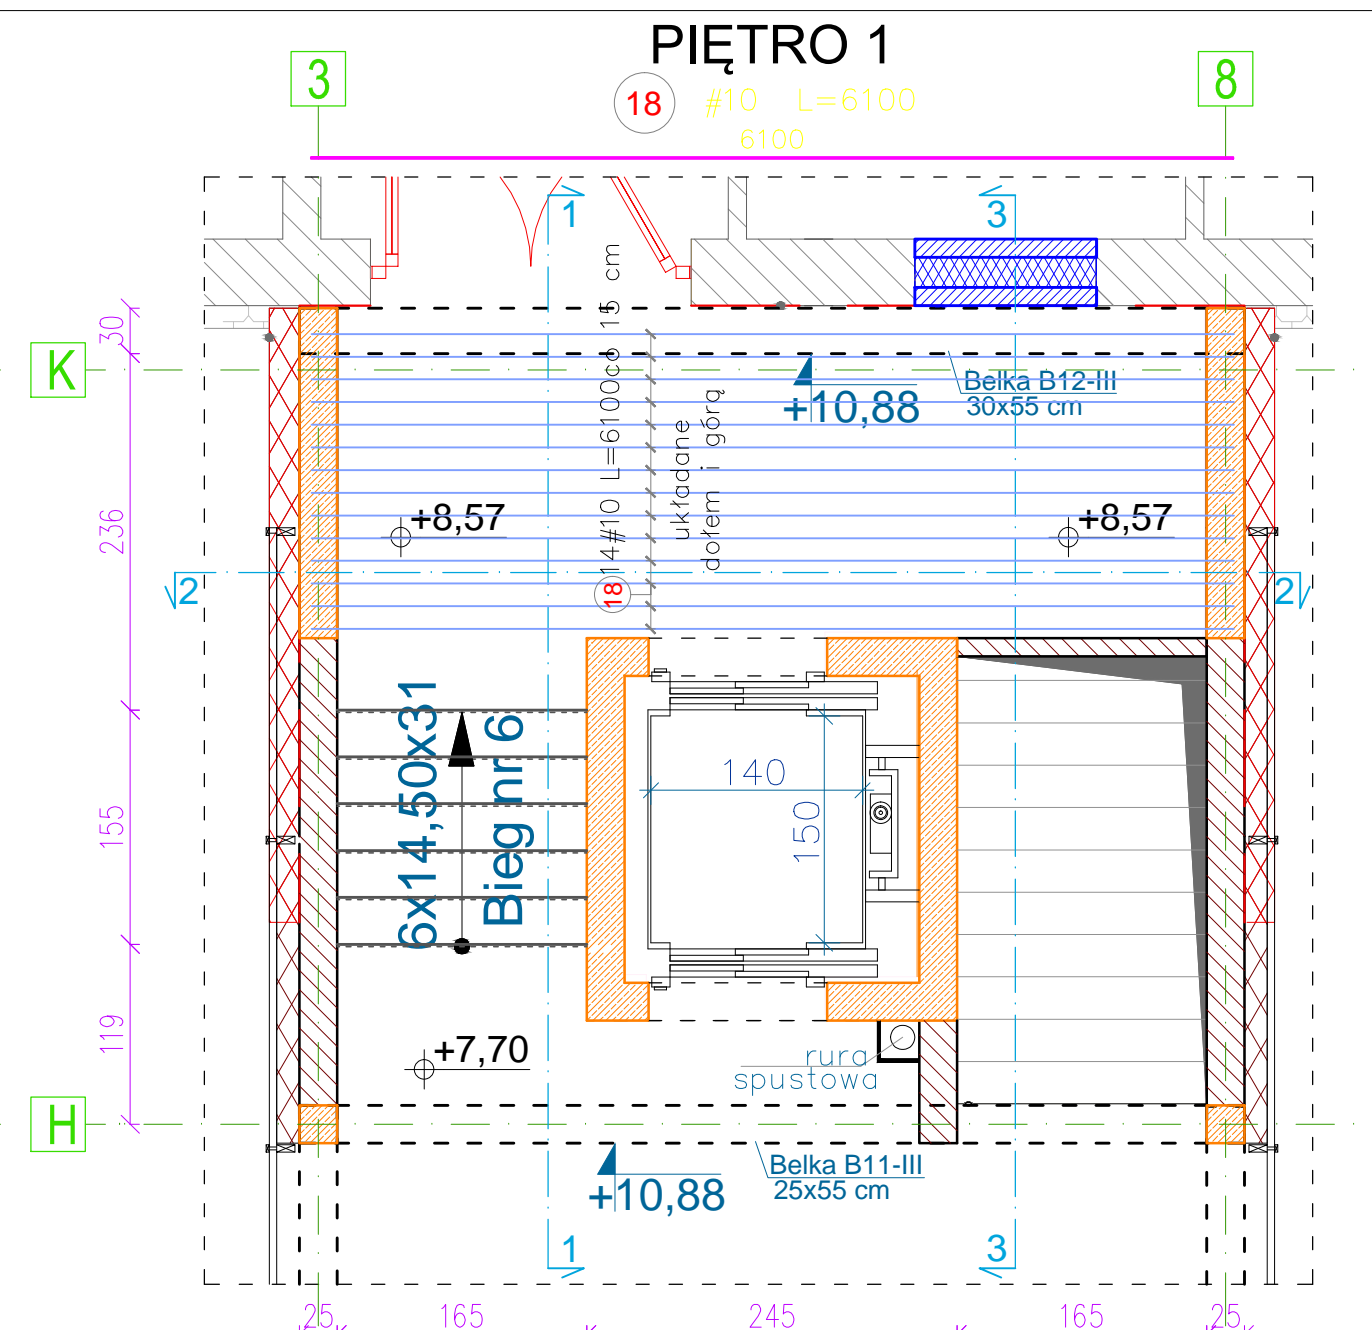 PIĘTRO 1
3
8
18
#10 L=6100
6100
1
3
14#10 L=6100co 15 cm
układane
dołem i górą
18
30
K
Belka B12-III
30x55 cm
+10,88
236
+8,57
+8,57
2
2
6x14,50x31
Bieg nr 6
140
150
155
119
+7,70
rura
spustowa
H
Belka B11-III
25x55 cm
+10,88
1
3
25
165
245
165
25